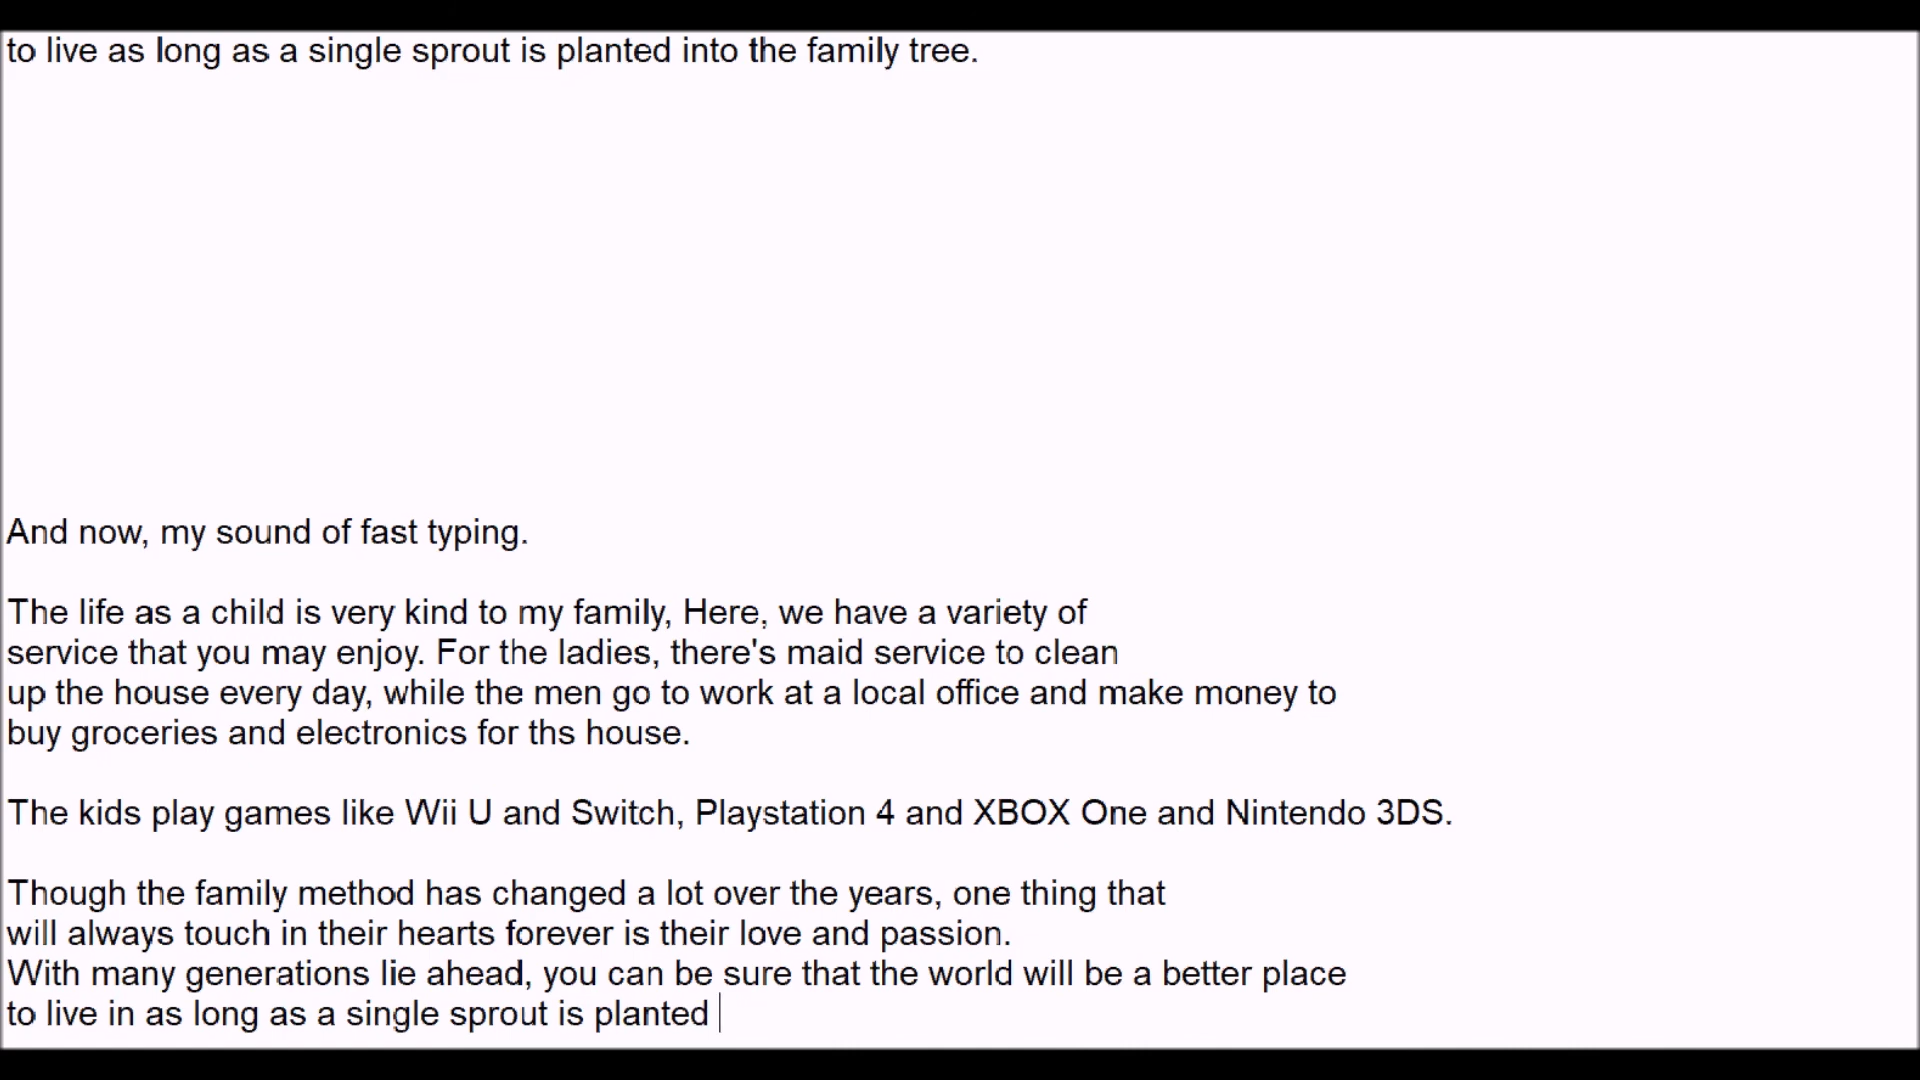 to live as long as a single sprout is planted into the family tree.
And now, my sound of fast typing.
The life as a child is very kind to my family, Here, we have a variety of
service that you may enjoy. For the ladies, there's maid service to clean
up the house every day, while the men go to work at a local office and make money to
buy groceries and electronics for ths house.
The kids play games like Wii U and Switch, Playstation 4 and XBOX One and Nintendo 3DS.
Though the family method has changed a lot over the years, one thing that
will always touch in their hearts forever is their love and passion.
With many generations lie ahead, you can be sure that the world will be a better place
to live in as long as a single sprout is planted